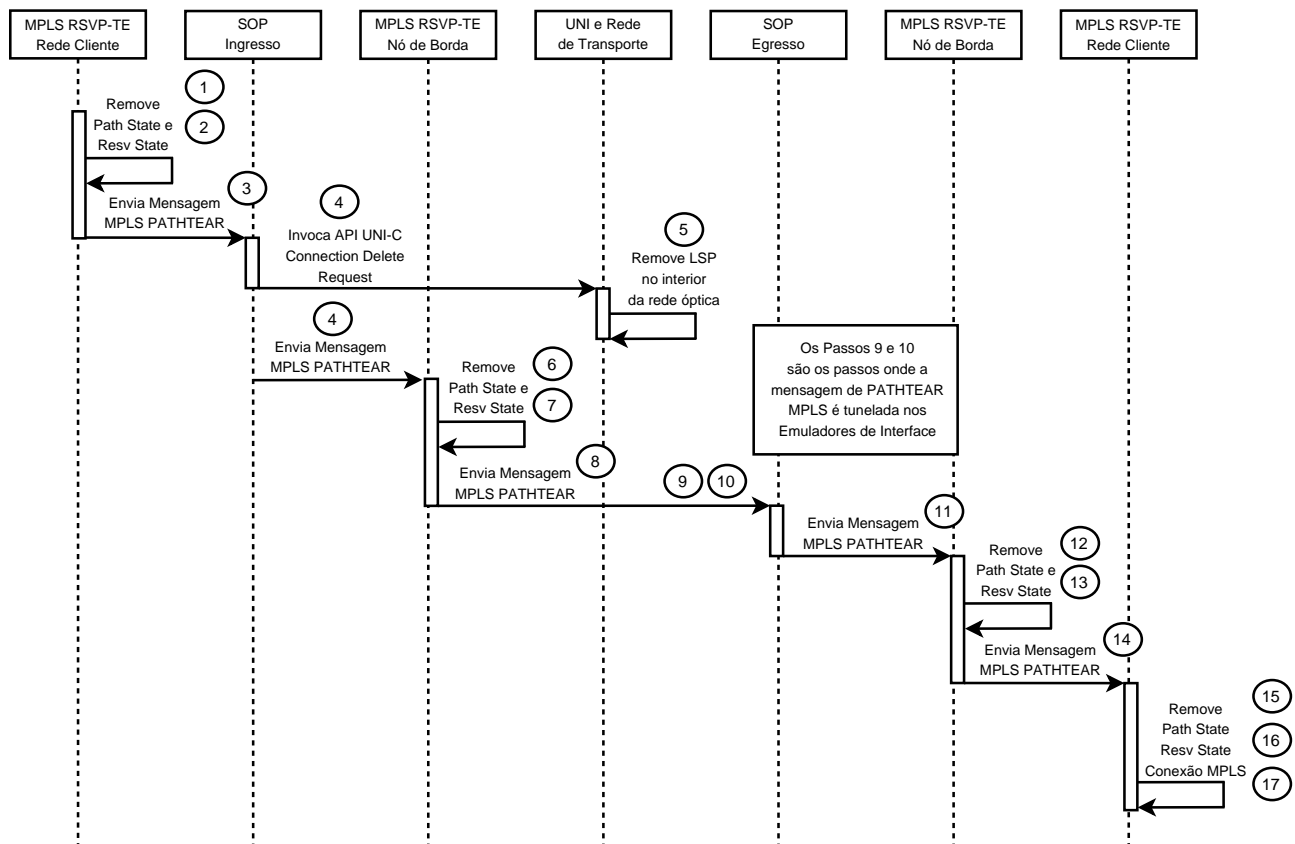 MPLS RSVP-TE
Rede Cliente
SOP
Ingresso
MPLS RSVP-TE
Nó de Borda
UNI e Rede
de Transporte
SOP
Egresso
MPLS RSVP-TE
Nó de Borda
MPLS RSVP-TE
Rede Cliente
1
Remove
Path State e
Resv State
2
3
Envia Mensagem
MPLS PATHTEAR
4
Invoca API UNI-C
Connection Delete
Request
5
Remove LSP
no interior
da rede óptica
4
Envia Mensagem
MPLS PATHTEAR
Remove
Path State e
Resv State
6
7
Os Passos 9 e 10
são os passos onde a
mensagem de PATHTEAR
MPLS é tunelada nos
Emuladores de Interface
Envia Mensagem
MPLS PATHTEAR
8
9
10
Envia Mensagem
MPLS PATHTEAR
11
Remove
Path State e
Resv State
12
13
Envia Mensagem
MPLS PATHTEAR
14
Remove
Path State
Resv State
Conexão MPLS
15
16
17